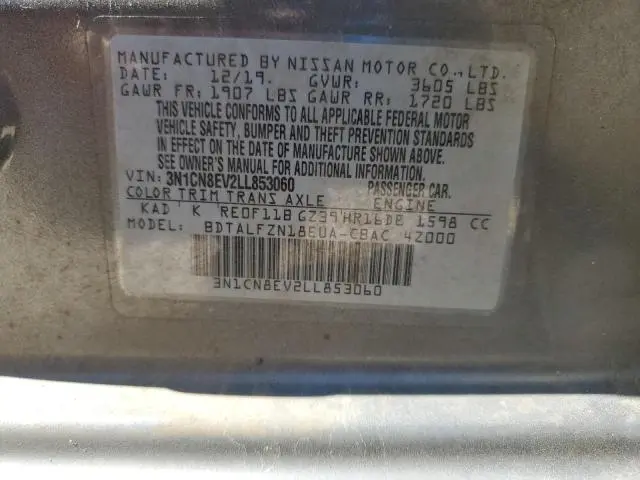 MANUFACTURED BY NISSAN MOTOR CO., LTD.
DATE: 12/19. GVWR: 3605 LBS
GAWR FR: 1907 LBS GAWR RR: 1720 LBS
THIS VEHICLE CONFORMS TO ALL APPLICABLE FEDERAL MOTOR
VEHICLE SAFETY, BUMPER AND THEFT PREVENTION STANDARDS
IN EFFECT ON THE DATE OF MANUFACTURE SHOWN ABOVE.
SEE OWNER'S MANUAL FOR ADDITIONAL INFORMATION.
VIN: 3N1CN8EV2LL853060 PASSENGER CAR.
COLOR TRIM TRANS AXLE ENGINE
KAD K RE0F11B GZ39 HR16DE 1598 CC
MODEL: BDTALFZN18EUA-CBAC 4Z000
3N1CN8EV2LL853060